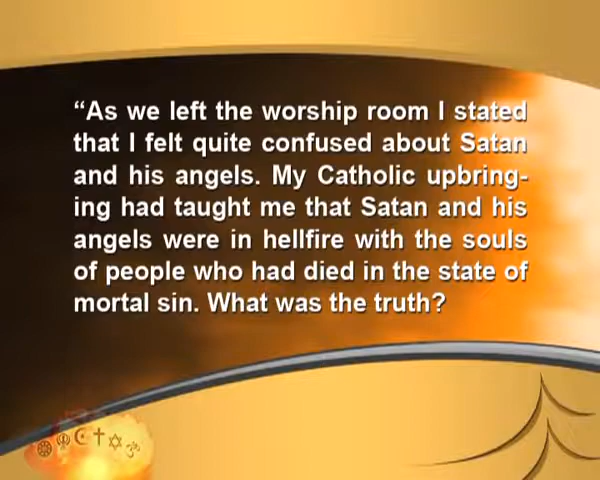 “As we left the worship room I stated
that I felt quite confused about Satan
and his angels. My Catholic upbring-
ing had taught me that Satan and his
angels were in hellfire with the souls
of people who had died in the state of
mortal sin. What was the truth?